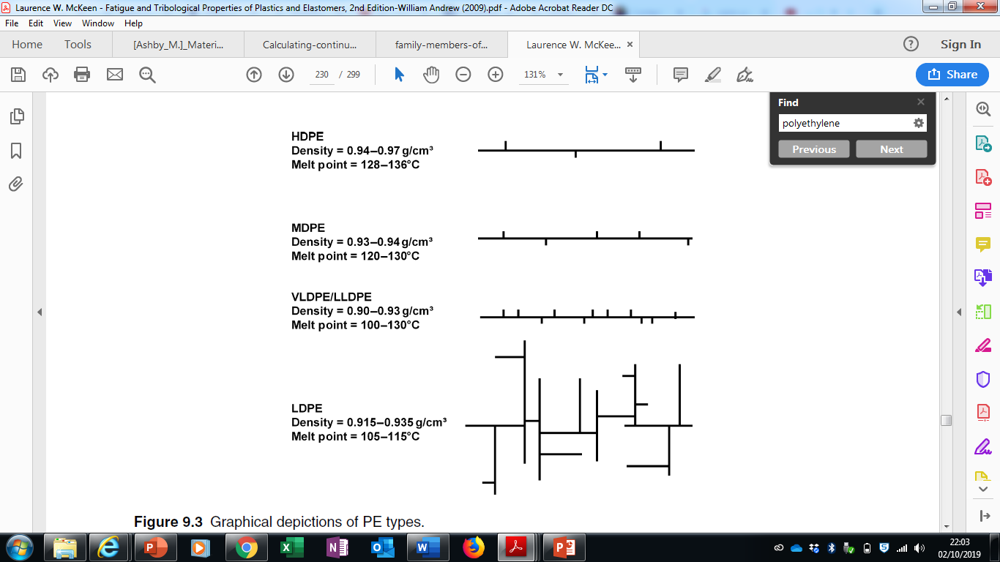 Laurence W. McKeen - Fatigue and Tribological Properties of Plastics and Elastomers, 2nd Edition-William Andrew (2009).pdf - Adobe Acrobat Reader DC
File Edit View Window Help
Home Tools [Ashby_M.]_Materi... Calculating-continu... family-members-of... Laurence W. McKee... × Sign In
230 / 299 131% Share
Find
polyethylene
Previous Next
HDPE
Density = 0.94–0.97 g/cm³
Melt point = 128–136°C
MDPE
Density = 0.93–0.94 g/cm³
Melt point = 120–130°C
VLDPE/LLDPE
Density = 0.90–0.93 g/cm³
Melt point = 100–130°C
LDPE
Density = 0.915–0.935 g/cm³
Melt point = 105–115°C
Figure 9.3 Graphical depictions of PE types.
22:03
02/10/2019